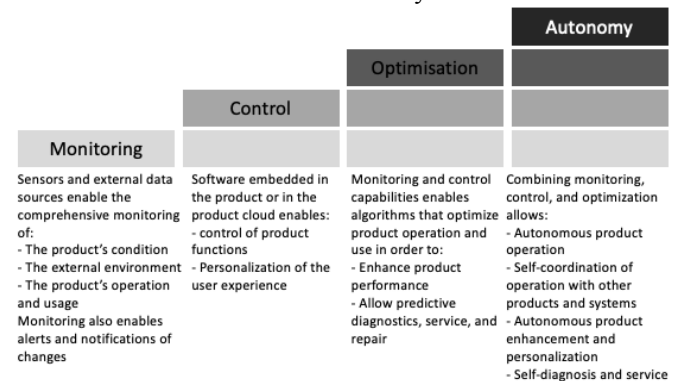 Autonomy
Optimisation
Control
Monitoring
Sensors and external data
sources enable the
comprehensive monitoring
of:
- The product’s condition
- The external environment
- The product’s operation
and usage
Monitoring also enables
alerts and notifications of
changes
Software embedded in
the product or in the
product cloud enables:
- control of product
functions
- Personalization of the
user experience
Monitoring and control
capabilities enables
algorithms that optimize
product operation and
use in order to:
- Enhance product
performance
- Allow predictive
diagnostics, service, and
repair
Combining monitoring,
control, and optimization
allows:
- Autonomous product
operation
- Self-coordination of
operation with other
products and systems
- Autonomous product
enhancement and
personalization
- Self-diagnosis and service